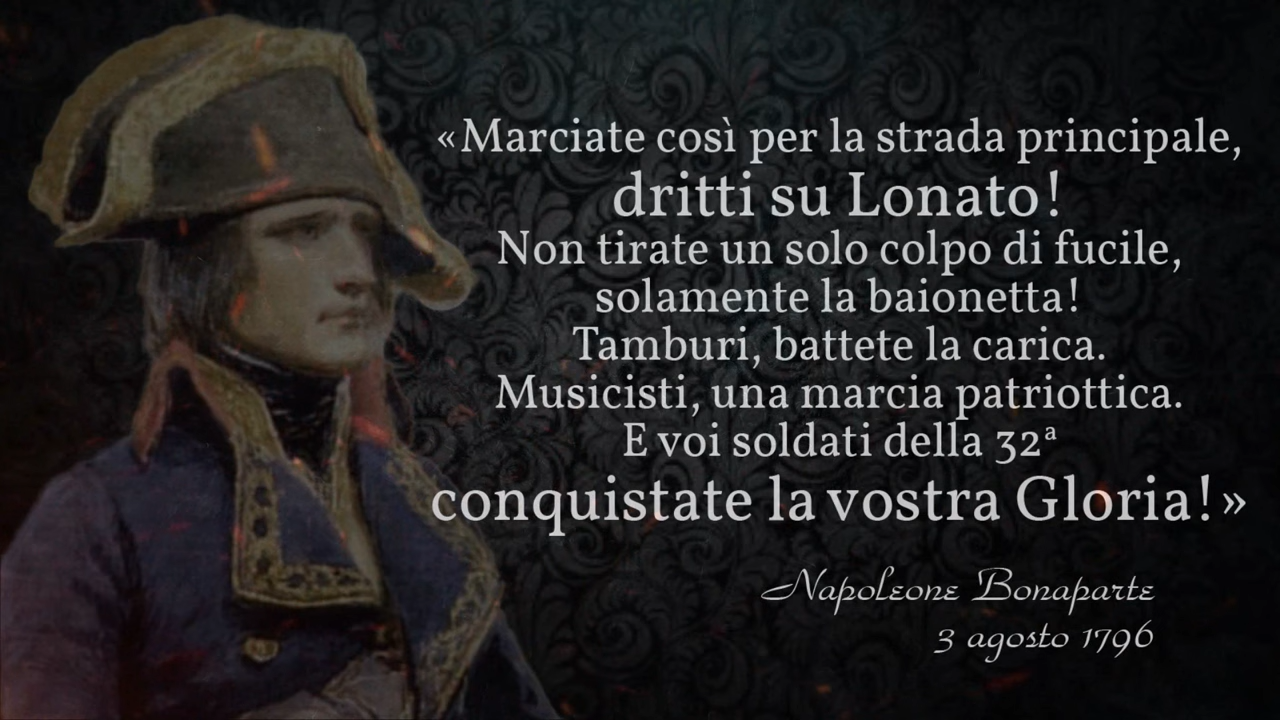 «Marciate così per la strada principale,
dritti su Lonato!
Non tirate un solo colpo di fucile,
solamente la baionetta!
Tamburi, battete la carica.
Musicisti, una marcia patriottica.
E voi soldati della 32ª
conquistate la vostra Gloria!»
Napoleone Bonaparte
3 agosto 1796